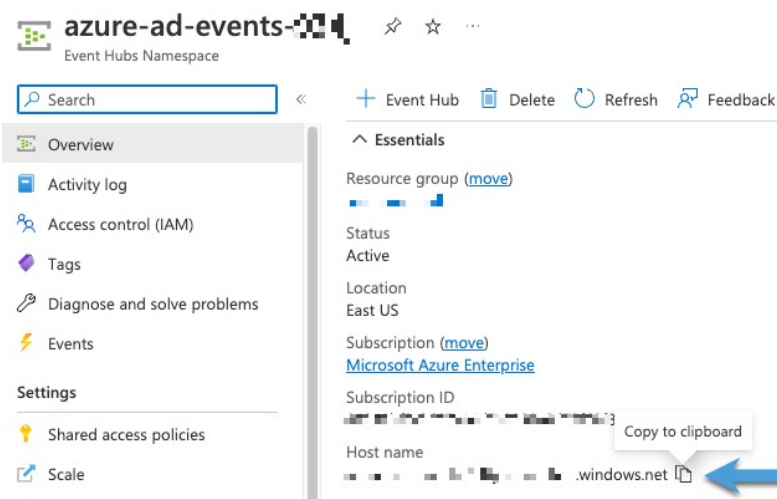 azure-ad-events-
Event Hubs Namespace
Search
Event Hub Delete Refresh Feedback
Overview
Essentials
Activity log
Resource group (move)
Access control (IAM)
Status
Active
Tags
Location
East US
Diagnose and solve problems
Events
Subscription (move)
Microsoft Azure Enterprise
Settings
Subscription ID
Shared access policies
Copy to clipboard
Host name
Scale
.windows.net